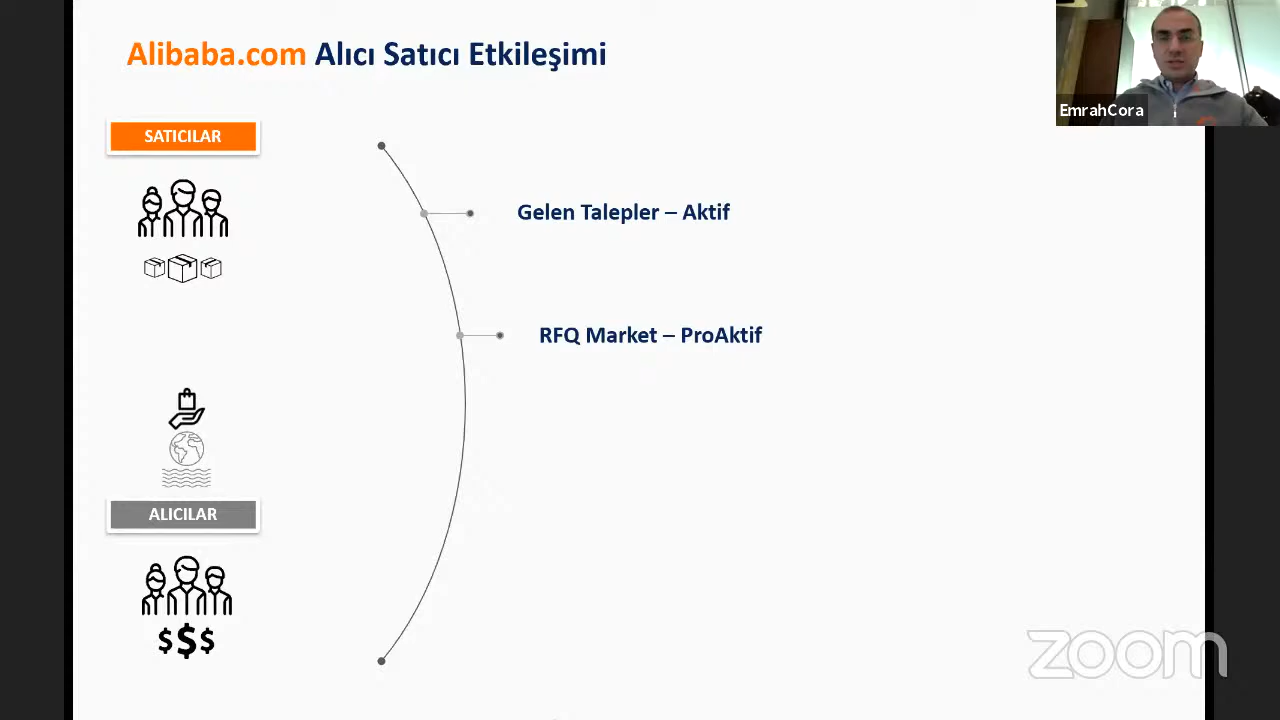 Alibaba.com Alıcı Satıcı Etkileşimi
EmrahCora
SATICILAR
Gelen Talepler – Aktif
RFQ Market – ProAktif
ALICILAR
$$$
zoom